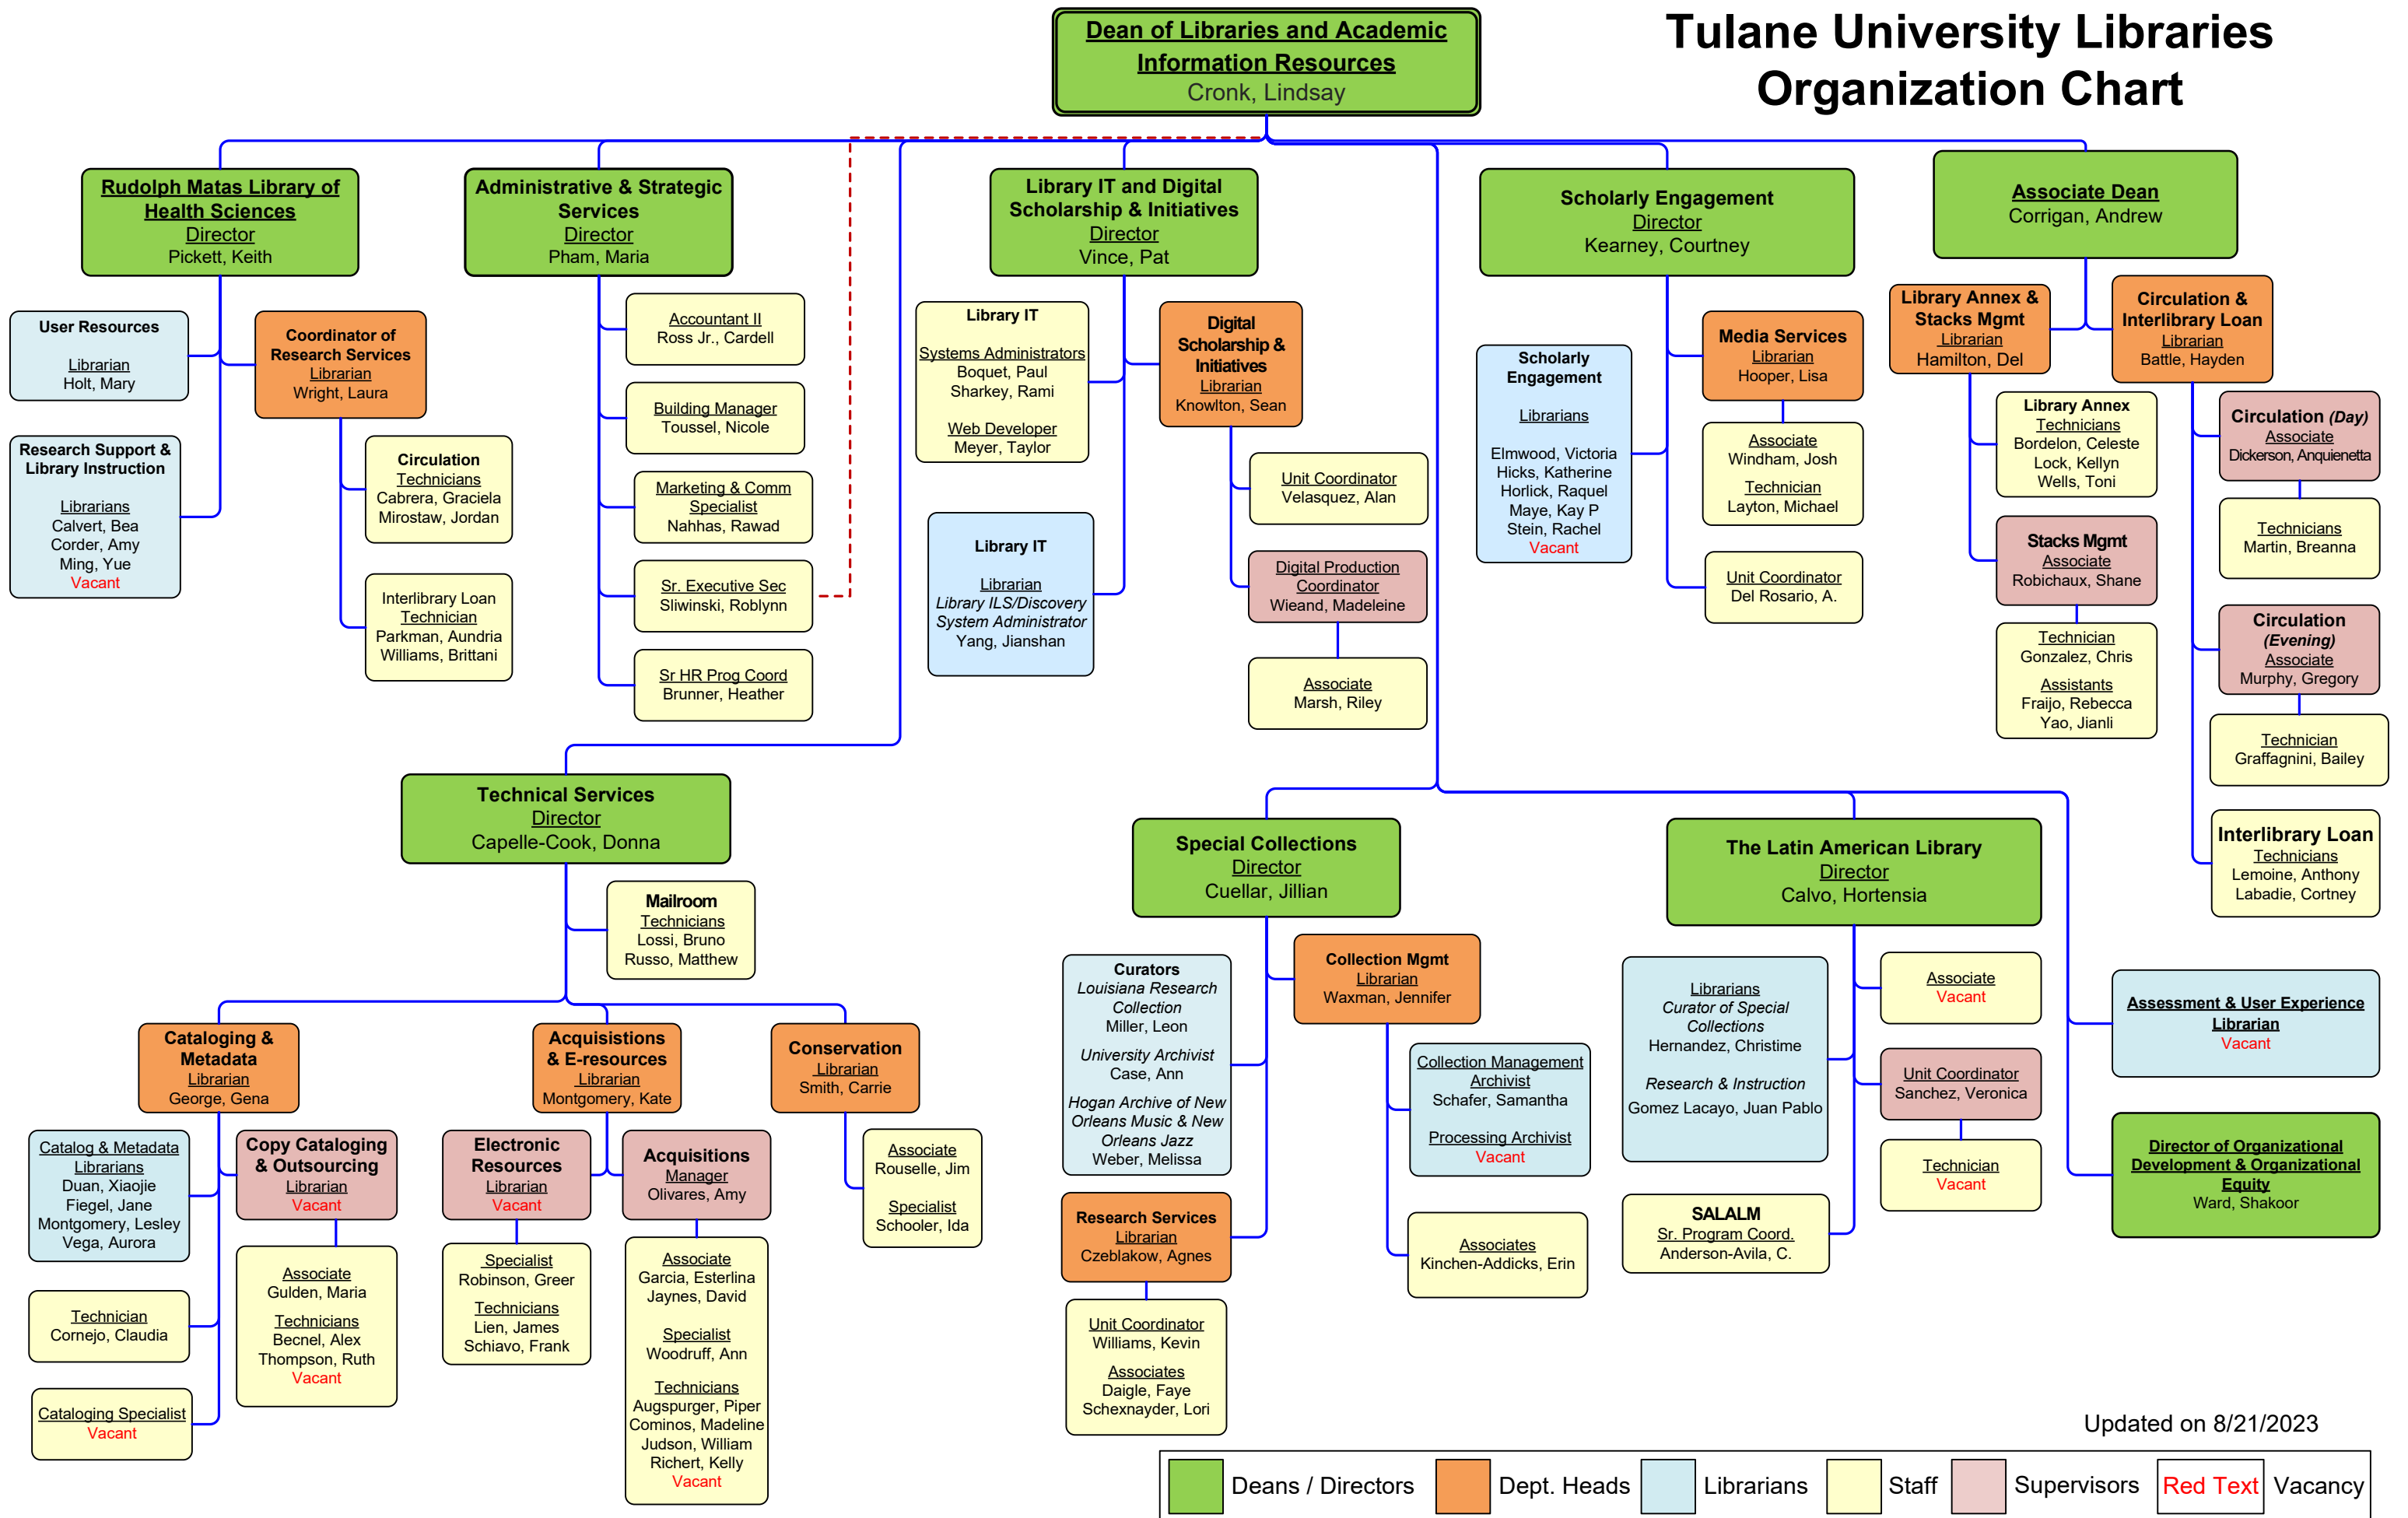 Tulane University Libraries
Organization Chart
Dean of Libraries and Academic
Information Resources
Cronk, Lindsay
Rudolph Matas Library of
Health Sciences
Director
Pickett, Keith
Administrative & Strategic
Services
Director
Pham, Maria
Library IT and Digital
Scholarship & Initiatives
Director
Vince, Pat
Scholarly Engagement
Director
Kearney, Courtney
Associate Dean
Corrigan, Andrew
User Resources
Librarian
Holt, Mary
Coordinator of
Research Services
Librarian
Wright, Laura
Research Support &
Library Instruction
Librarians
Calvert, Bea
Corder, Amy
Ming, Yue
Vacant
Circulation
Technicians
Cabrera, Graciela
Mirostaw, Jordan
Interlibrary Loan
Technician
Parkman, Aundria
Williams, Brittani
Accountant II
Ross Jr., Cardell
Building Manager
Toussel, Nicole
Marketing & Comm
Specialist
Nahhas, Rawad
Sr. Executive Sec
Sliwinski, Roblynn
Sr HR Prog Coord
Brunner, Heather
Library IT
Systems Administrators
Boquet, Paul
Sharkey, Rami
Web Developer
Meyer, Taylor
Library IT
Librarian
Library ILS/Discovery
System Administrator
Yang, Jianshan
Digital
Scholarship &
Initiatives
Librarian
Knowlton, Sean
Unit Coordinator
Velasquez, Alan
Digital Production
Coordinator
Wieand, Madeleine
Associate
Marsh, Riley
Scholarly
Engagement
Librarians
Elmwood, Victoria
Hicks, Katherine
Horlick, Raquel
Maye, Kay P
Stein, Rachel
Vacant
Media Services
Librarian
Hooper, Lisa
Associate
Windham, Josh
Technician
Layton, Michael
Unit Coordinator
Del Rosario, A.
Library Annex &
Stacks Mgmt
Librarian
Hamilton, Del
Library Annex
Technicians
Bordelon, Celeste
Lock, Kellyn
Wells, Toni
Stacks Mgmt
Associate
Robichaux, Shane
Technician
Gonzalez, Chris
Assistants
Fraijo, Rebecca
Yao, Jianli
Circulation &
Interlibrary Loan
Librarian
Battle, Hayden
Circulation (Day)
Associate
Dickerson, Anquienetta
Technicians
Martin, Breanna
Circulation
(Evening)
Associate
Murphy, Gregory
Technician
Graffagnini, Bailey
Interlibrary Loan
Technicians
Lemoine, Anthony
Labadie, Cortney
Technical Services
Director
Capelle-Cook, Donna
Mailroom
Technicians
Lossi, Bruno
Russo, Matthew
Cataloging &
Metadata
Librarian
George, Gena
Catalog & Metadata
Librarians
Duan, Xiaojie
Fiegel, Jane
Montgomery, Lesley
Vega, Aurora
Technician
Cornejo, Claudia
Cataloging Specialist
Vacant
Copy Cataloging
& Outsourcing
Librarian
Vacant
Associate
Gulden, Maria
Technicians
Becnel, Alex
Thompson, Ruth
Vacant
Acquisistions
& E-resources
Librarian
Montgomery, Kate
Electronic
Resources
Librarian
Vacant
Specialist
Robinson, Greer
Technicians
Lien, James
Schiavo, Frank
Acquisitions
Manager
Olivares, Amy
Associate
Garcia, Esterlina
Jaynes, David
Specialist
Woodruff, Ann
Technicians
Augspurger, Piper
Cominos, Madeline
Judson, William
Richert, Kelly
Vacant
Conservation
Librarian
Smith, Carrie
Associate
Rouselle, Jim
Specialist
Schooler, Ida
Special Collections
Director
Cuellar, Jillian
Curators
Louisiana Research
Collection
Miller, Leon
University Archivist
Case, Ann
Hogan Archive of New
Orleans Music & New
Orleans Jazz
Weber, Melissa
Research Services
Librarian
Czeblakow, Agnes
Unit Coordinator
Williams, Kevin
Associates
Daigle, Faye
Schexnayder, Lori
Collection Mgmt
Librarian
Waxman, Jennifer
Collection Management
Archivist
Schafer, Samantha
Processing Archivist
Vacant
Associates
Kinchen-Addicks, Erin
The Latin American Library
Director
Calvo, Hortensia
Librarians
Curator of Special
Collections
Hernandez, Christime
Research & Instruction
Gomez Lacayo, Juan Pablo
SALALM
Sr. Program Coord.
Anderson-Avila, C.
Associate
Vacant
Unit Coordinator
Sanchez, Veronica
Technician
Vacant
Assessment & User Experience
Librarian
Vacant
Director of Organizational
Development & Organizational
Equity
Ward, Shakoor
Updated on 8/21/2023
Deans / Directors
Dept. Heads
Librarians
Staff
Supervisors
Red Text
Vacancy